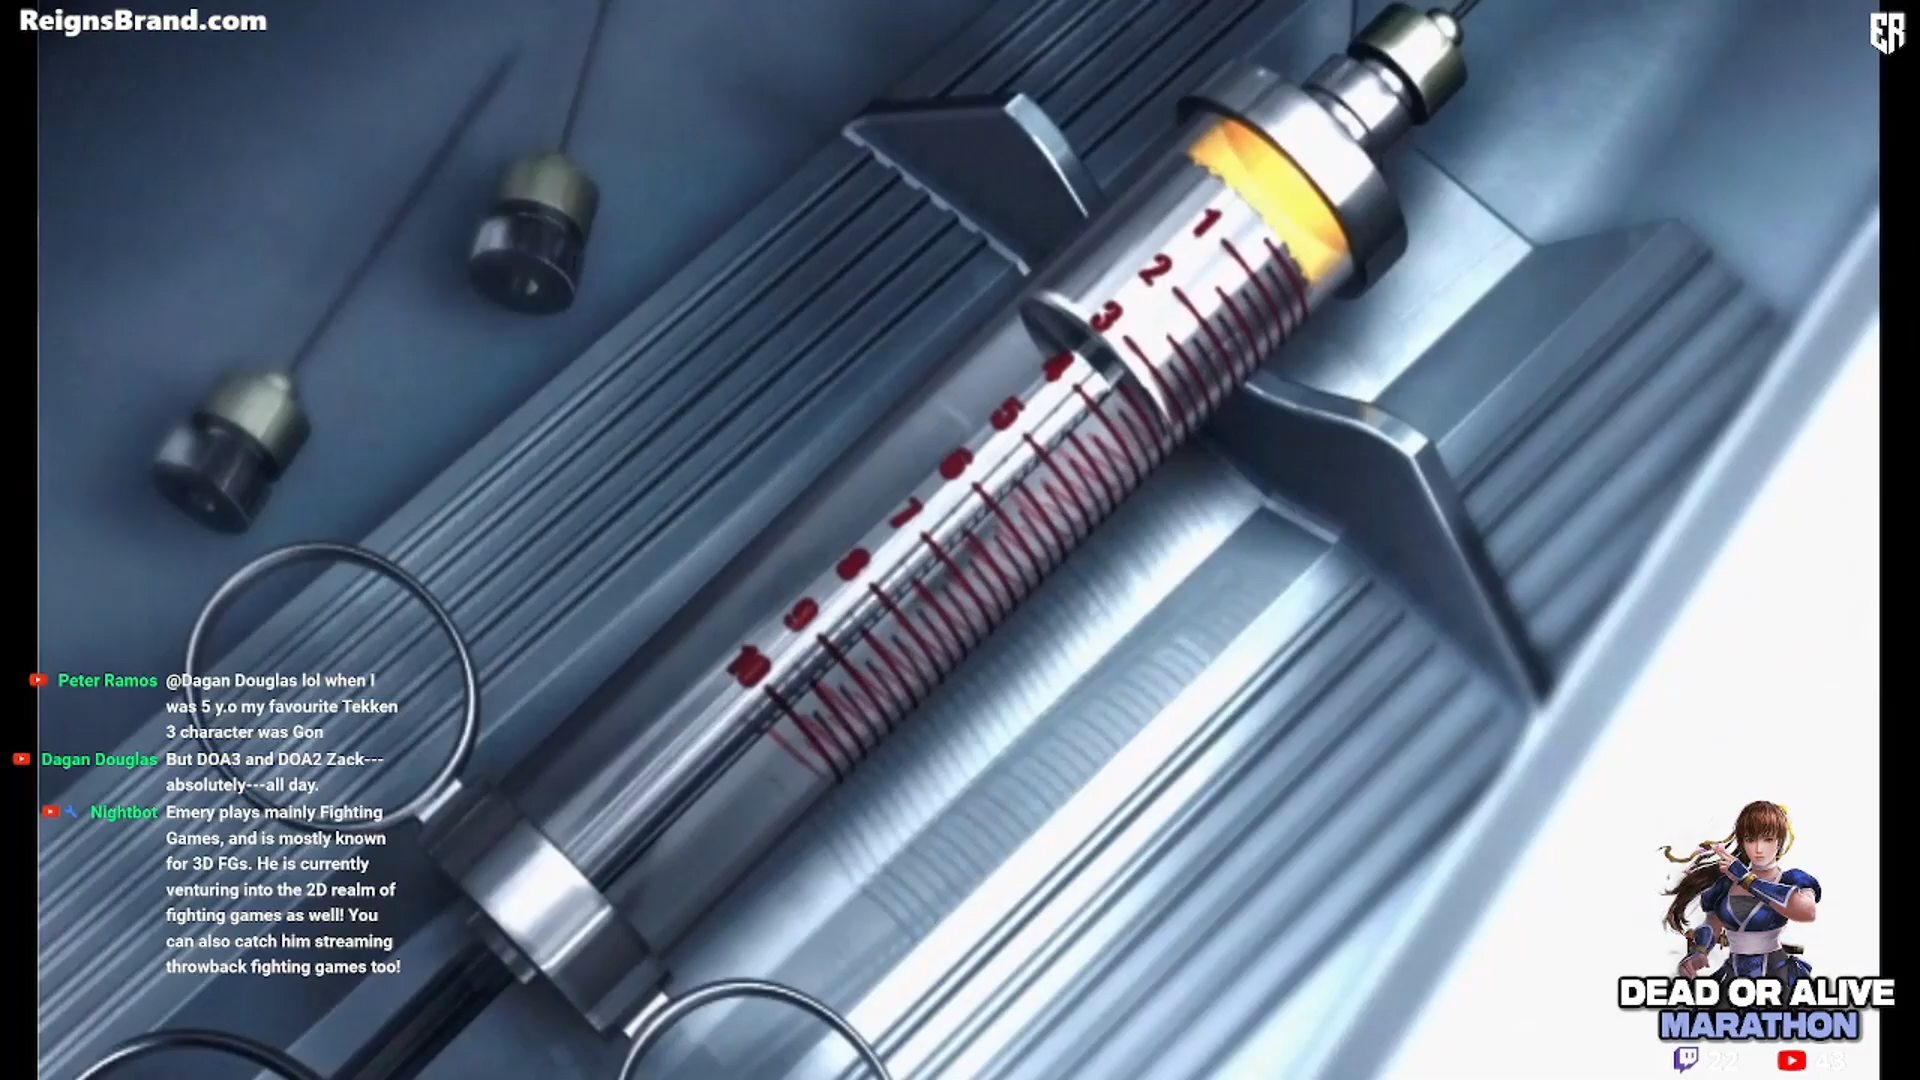 ReignsBrand.com
ER
1
2
3
4
5
6
7
8
9
10
Peter Ramos @Dagan Douglas lol when I
was 5 y.o my favourite Tekken
3 character was Gon
Dagan Douglas But DOA3 and DOA2 Zack---
absolutely---all day.
Nightbot Emery plays mainly Fighting
Games, and is mostly known
for 3D FGs. He is currently
venturing into the 2D realm of
fighting games as well! You
can also catch him streaming
throwback fighting games too!
DEAD OR ALIVE
MARATHON
22 43